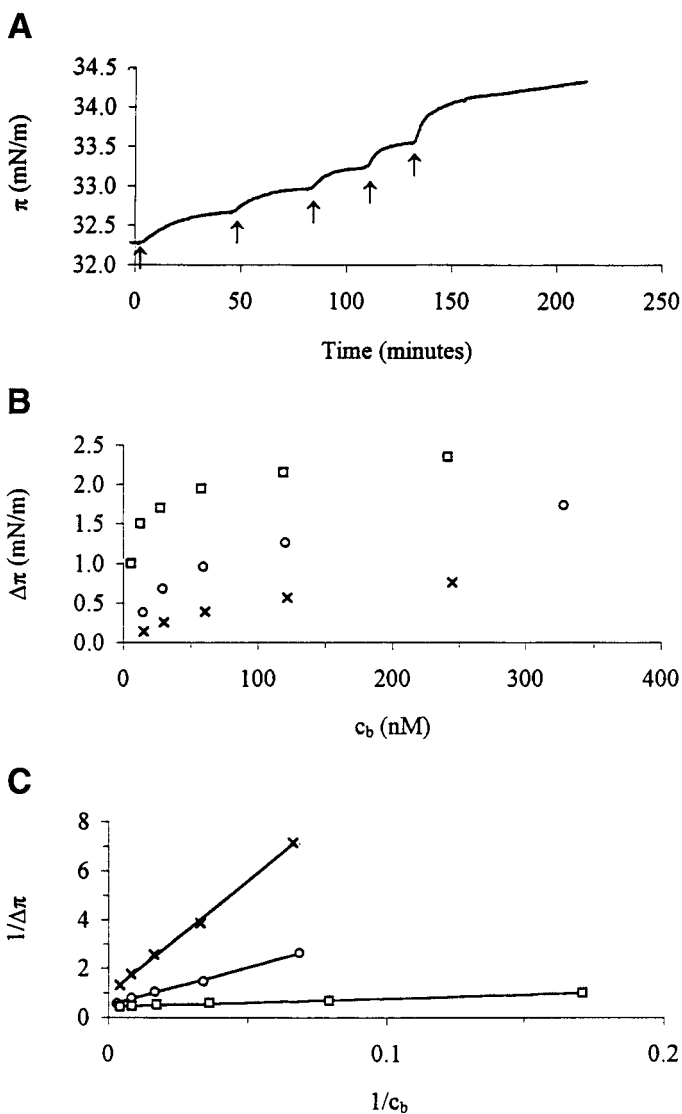 A
π (mN/m)
34.5
34.0
33.5
33.0
32.5
32.0
0 50 100 150 200 250
Time (minutes)
B
Δπ (mN/m)
2.5
2.0
1.5
1.0
0.5
0.0
0 100 200 300 400
c_b (nM)
C
1/Δπ
8
6
4
2
0
0 0.1 0.2
1/c_b